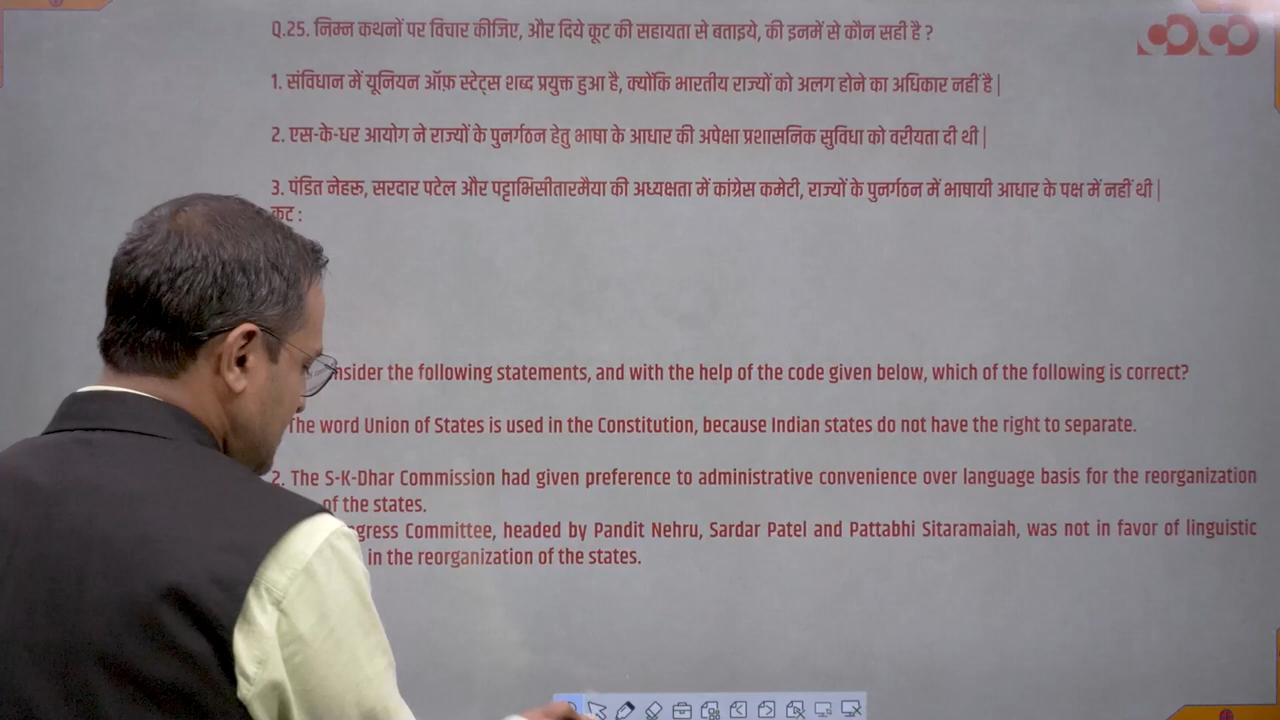 Q.25. निम्न कथनों पर विचार कीजिए, और दिये कूट की सहायता से बताइये, की इनमें से कौन सही है ?
1. संविधान में यूनियन ऑफ़ स्टेट्स शब्द प्रयुक्त हुआ है, क्योंकि भारतीय राज्यों को अलग होने का अधिकार नहीं है |
2. एस-के-धर आयोग ने राज्यों के पुनर्गठन हेतु भाषा के आधार की अपेक्षा प्रशासनिक सुविधा को वरीयता दी थी |
3. पंडित नेहरू, सरदार पटेल और पट्टाभिसीतारमैया की अध्यक्षता में कांग्रेस कमेटी, राज्यों के पुनर्गठन में भाषायी आधार के पक्ष में नहीं थी |
कूट :
the following statements, and with the help of the code given below, which of the following is correct?
The word Union of States is used in the Constitution, because Indian states do not have the right to separate.
2. The S-K-Dhar Commission had given preference to administrative convenience over language basis for the reorganization
of the states.
Committee, headed by Pandit Nehru, Sardar Patel and Pattabhi Sitaramaiah, was not in favor of linguistic
in the reorganization of the states.